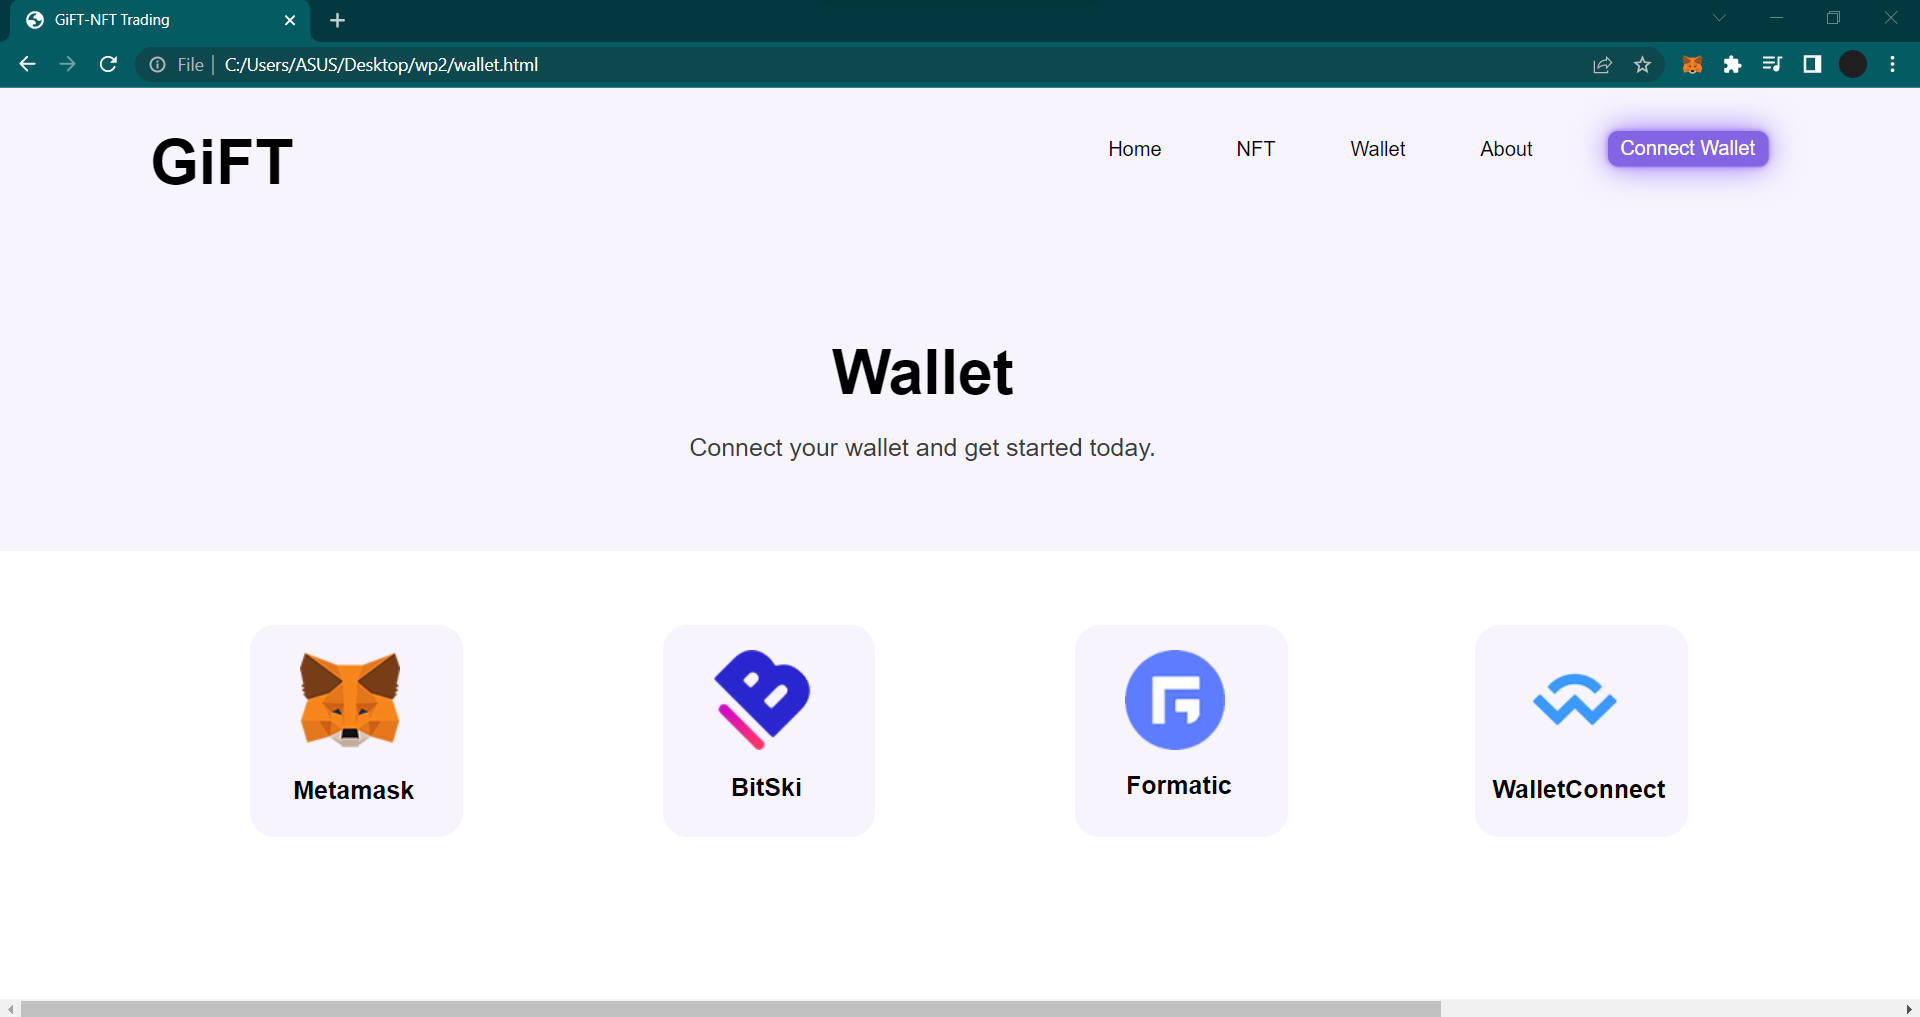 GiFT-NFT Trading
File
C:/Users/ASUS/Desktop/wp2/wallet.html
GiFT
Home
NFT
Wallet
About
Connect Wallet
Wallet
Connect your wallet and get started today.
Metamask
BitSki
Formatic
WalletConnect